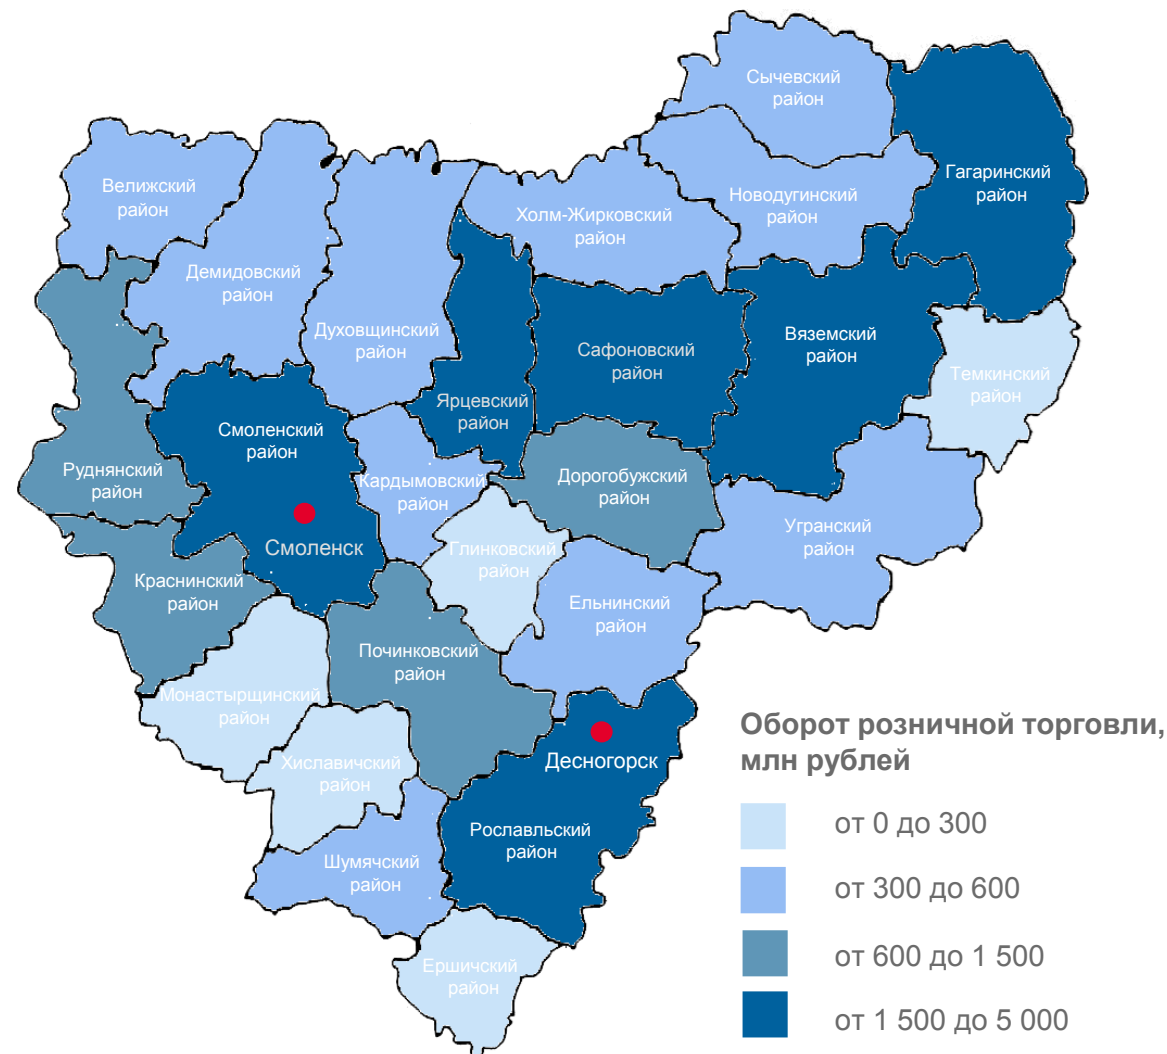 Сычевский
район
Гагаринский
район
Велижский
район
Новодугинский
район
Холм-Жирковский
район
Демидовский
район
Духовщинский
район
Вяземский
район
Сафоновский
район
Темкинский
район
Ярцевский
район
Смоленский
район
Руднянский
район
Кардымовский
район
Дорогобужский
район
Угранский
район
Смоленск
Глинковский
район
Краснинский
район
Ельнинский
район
Починковский
район
Монастырщинский
район
Хиславичский
район
Десногорск
Рославльский
район
Шумячский
район
Ершичский
район
Оборот розничной торговли,
млн рублей
от 0 до 300
от 300 до 600
от 600 до 1 500
от 1 500 до 5 000